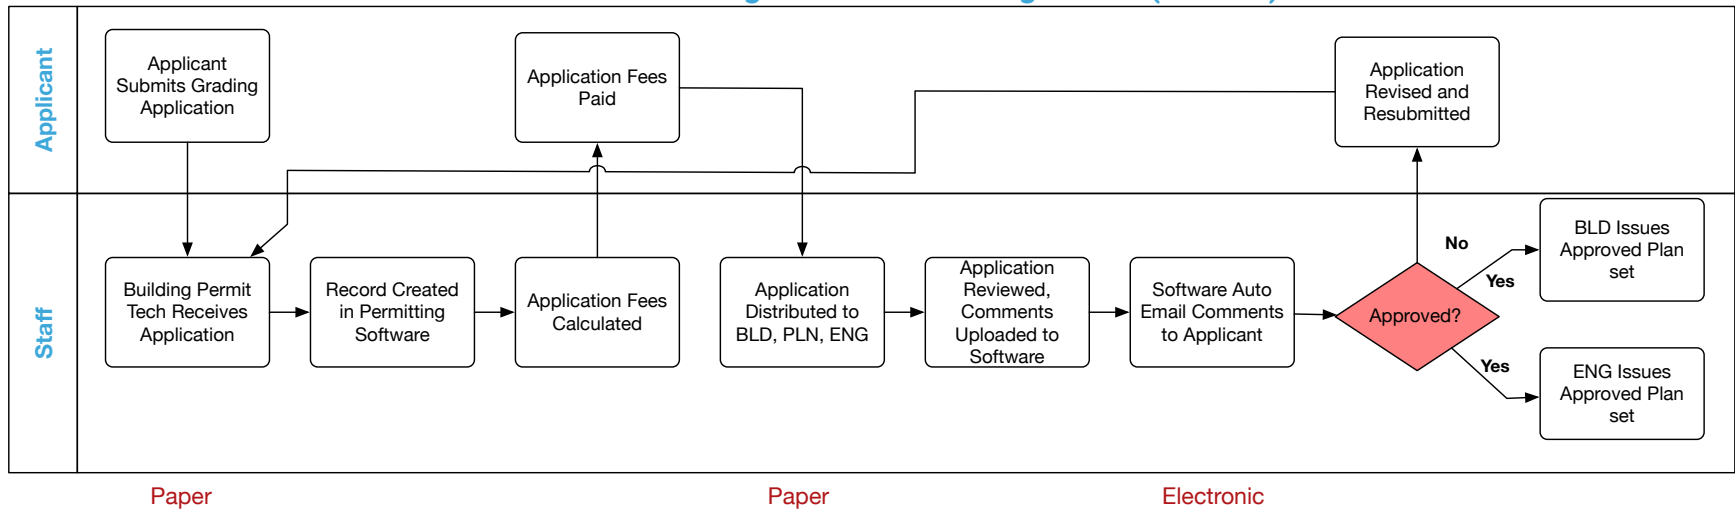 Applicant
Applicant
Submits Grading
Application
Application Fees
Paid
Application
Revised and
Resubmitted
Staff
Building Permit
Tech Receives
Application
Record Created
in Permitting
Software
Application Fees
Calculated
Application
Distributed to
BLD, PLN, ENG
Application
Reviewed,
Comments
Uploaded to
Software
Software Auto
Email Comments
to Applicant
Approved?
No
Yes
Yes
BLD Issues
Approved Plan
set
ENG Issues
Approved Plan
set
Paper
Paper
Electronic